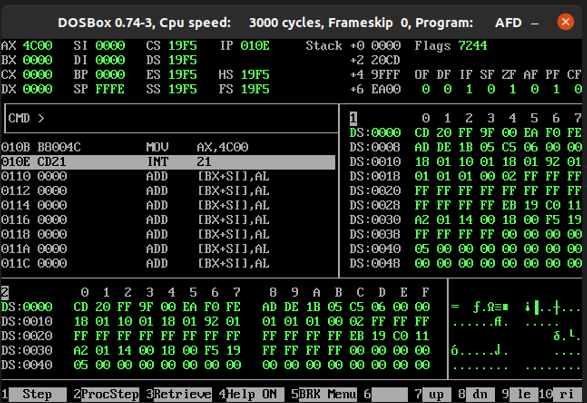 DOSBox 0.74-3, Cpu speed: 3000 cycles, Frameskip 0, Program: AFD
AX 4C00 SI 0000 CS 19F5 IP 010E Stack +0 0000 Flags 7244
BX 0000 DI 0000 DS 19F5 +2 20CD
CX 0000 BP 0000 ES 19F5 HS 19F5 +4 9FFF OF DF IF SF ZF AF PF CF
DX 0000 SP FFFE SS 19F5 FS 19F5 +6 EA00 0 0 1 0 1 0 1 0
CMD >
1 0 1 2 3 4 5 6 7
DS:0000 CD 20 FF 9F 00 EA F0 FE
DS:0008 AD DE 1B 05 C5 06 00 00
DS:0010 18 01 10 01 18 01 92 01
DS:0018 01 01 01 00 02 FF FF FF
DS:0020 FF FF FF FF FF FF FF FF
DS:0028 FF FF FF FF EB 19 C0 11
DS:0030 A2 01 14 00 18 00 F5 19
DS:0038 FF FF FF FF 00 00 00 00
DS:0040 05 00 00 00 00 00 00 00
DS:0048 00 00 00 00 00 00 00 00
010B B8004C MOV AX,4C00
010E CD21 INT 21
0110 0000 ADD [BX+SI],AL
0112 0000 ADD [BX+SI],AL
0114 0000 ADD [BX+SI],AL
0116 0000 ADD [BX+SI],AL
0118 0000 ADD [BX+SI],AL
011A 0000 ADD [BX+SI],AL
011C 0000 ADD [BX+SI],AL
2 0 1 2 3 4 5 6 7 8 9 A B C D E F
DS:0000 CD 20 FF 9F 00 EA F0 FE AD DE 1B 05 C5 06 00 00
DS:0010 18 01 10 01 18 01 92 01 01 01 01 00 02 FF FF FF
DS:0020 FF FF FF FF FF FF FF FF FF FF FF FF EB 19 C0 11
DS:0030 A2 01 14 00 18 00 F5 19 FF FF FF FF 00 00 00 00
DS:0040 05 00 00 00 00 00 00 00 00 00 00 00 00 00 00 00
1 Step 2ProcStep 3Retrieve 4Help ON 5BRK Menu 6 7 up 8 dn 9 le 10 ri